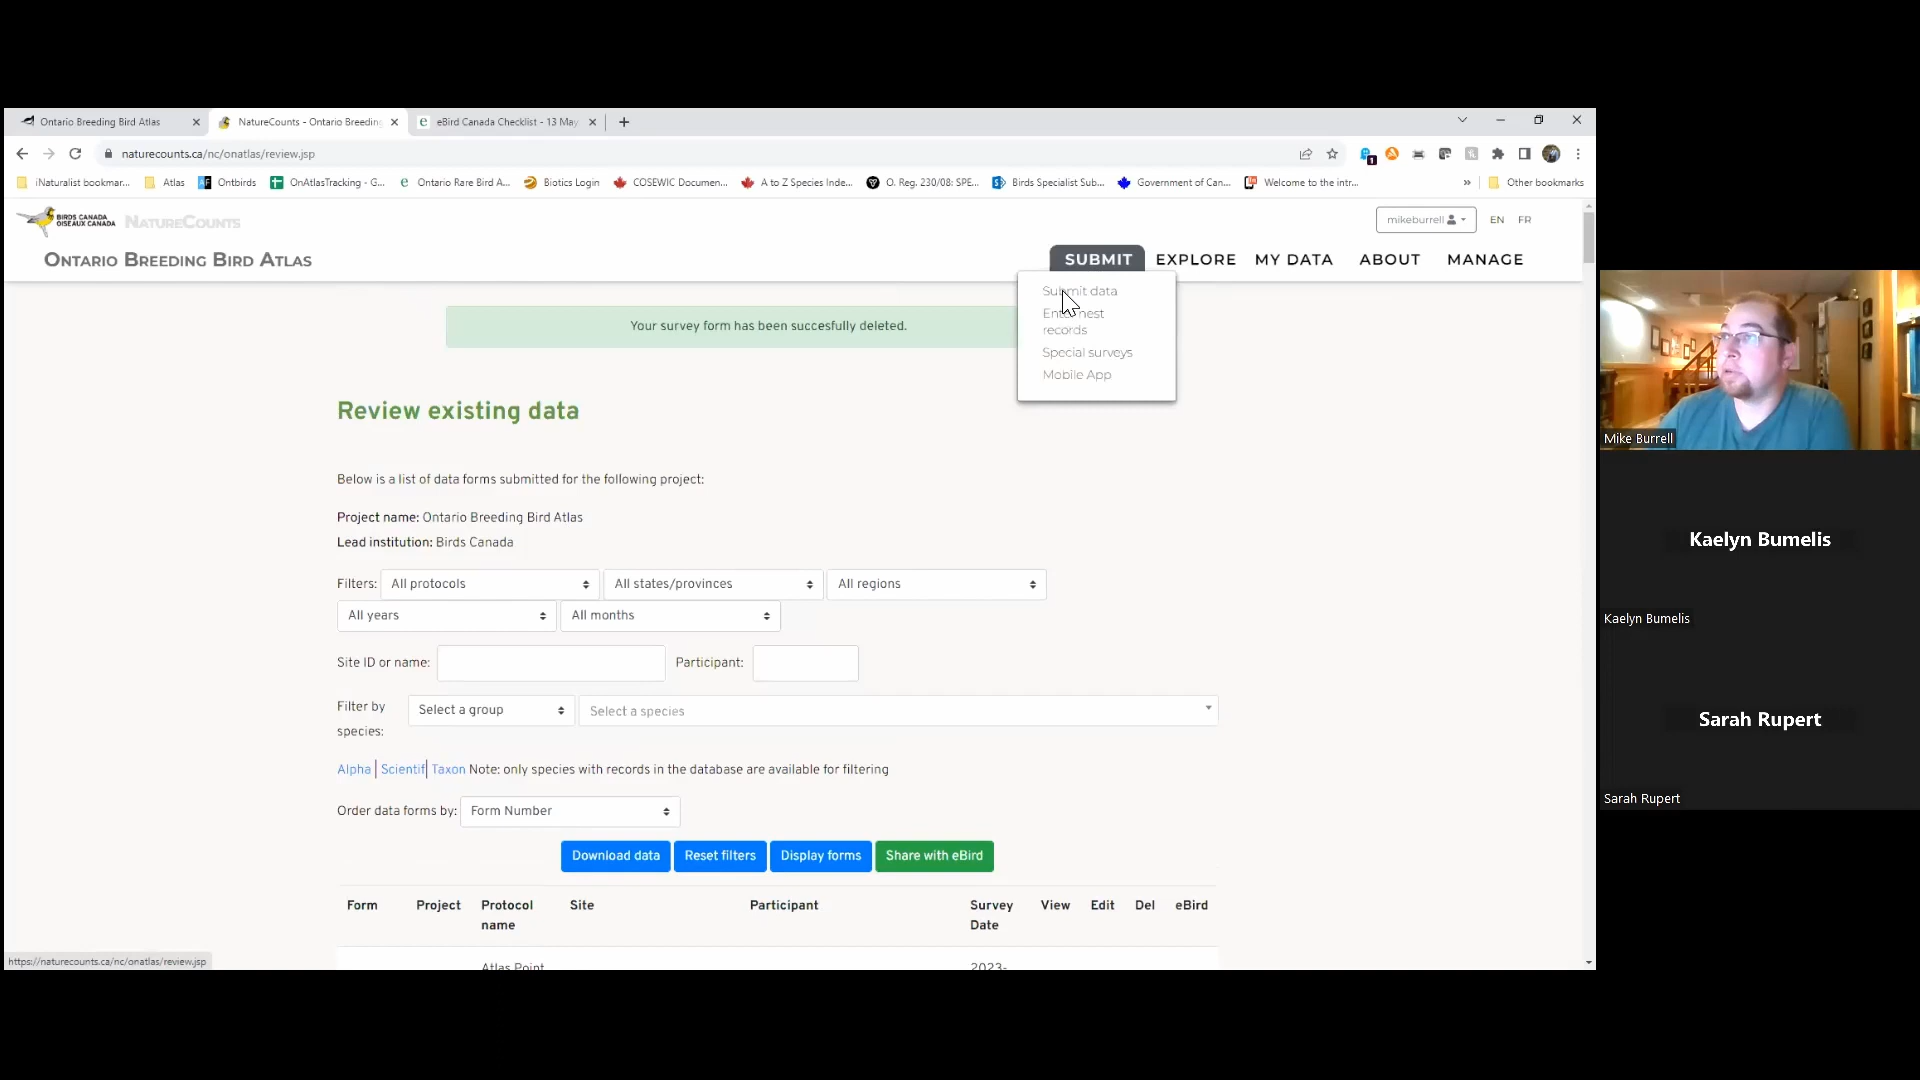 Ontario Breeding Bird Atlas
NatureCounts - Ontario Breeding
eBird Canada Checklist - 13 May
naturecounts.ca/nc/onatlas/review.jsp
iNaturalist bookmar...
Atlas
Ontbirds
OnAtlasTracking - G...
Ontario Rare Bird A...
Biotics Login
COSEWIC Documen...
A to Z Species Inde...
O. Reg. 230/08: SPE...
Birds Specialist Sub...
Government of Can...
Welcome to the intr...
»
Other bookmarks
BIRDS CANADA
OISEAUX CANADA
NATURECOUNTS
mikeburrell
EN
FR
ONTARIO BREEDING BIRD ATLAS
SUBMIT
EXPLORE
MY DATA
ABOUT
MANAGE
Submit data
Enter nest
records
Special surveys
Mobile App
Your survey form has been succesfully deleted.
Review existing data
Below is a list of data forms submitted for the following project:
Project name: Ontario Breeding Bird Atlas
Lead institution: Birds Canada
Filters: All protocols All states/provinces All regions
All years All months
Site ID or name: Participant:
Filter by
species:
Select a group
Select a species
Alpha | Scientif| Taxon Note: only species with records in the database are available for filtering
Order data forms by: Form Number
Download data Reset filters Display forms Share with eBird
Form
Project
Protocol
name
Site
Participant
Survey
Date
View
Edit
Del
eBird
Atlas Point
2023-
https://naturecounts.ca/nc/onatlas/review.jsp
Mike Burrell
Kaelyn Bumelis
Kaelyn Bumelis
Sarah Rupert
Sarah Rupert